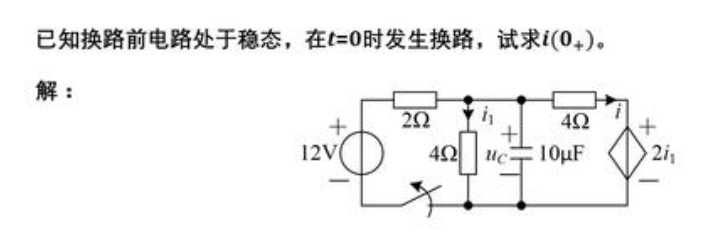 已知换路前电路处于稳态，在t=0时发生换路，试求i(0₊)。
解：
2Ω i₁ 4Ω i
+ + +
12V 4Ω u_C 10μF 2i₁
− − −